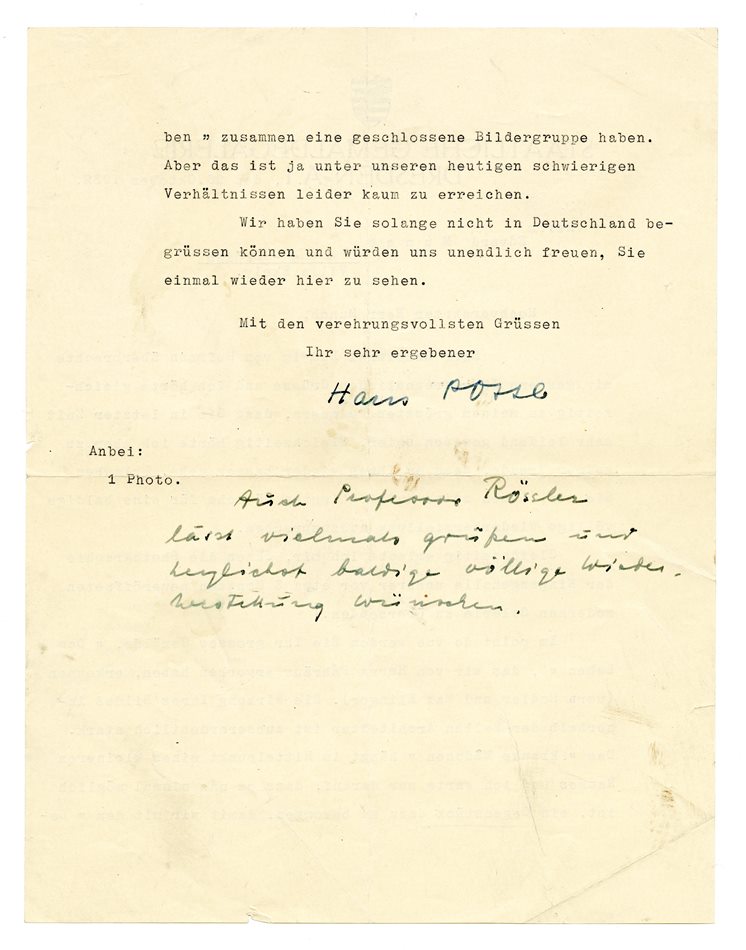 ben " zusammen eine geschlossene Bildergruppe haben.
Aber das ist ja unter unseren heutigen schwierigen
Verhältnissen leider kaum zu erreichen.
Wir haben Sie solange nicht in Deutschland be-
grüssen können und würden uns unendlich freuen, Sie
einmal wieder hier zu sehen.
Mit den verehrungsvollsten Grüssen
Ihr sehr ergebener
Hans Posse
Anbei:
1 Photo.
Auch Professor Rössler
lässt vielmals grüßen und
herzlichst baldige völlige Wieder-
herstellung wünschen.